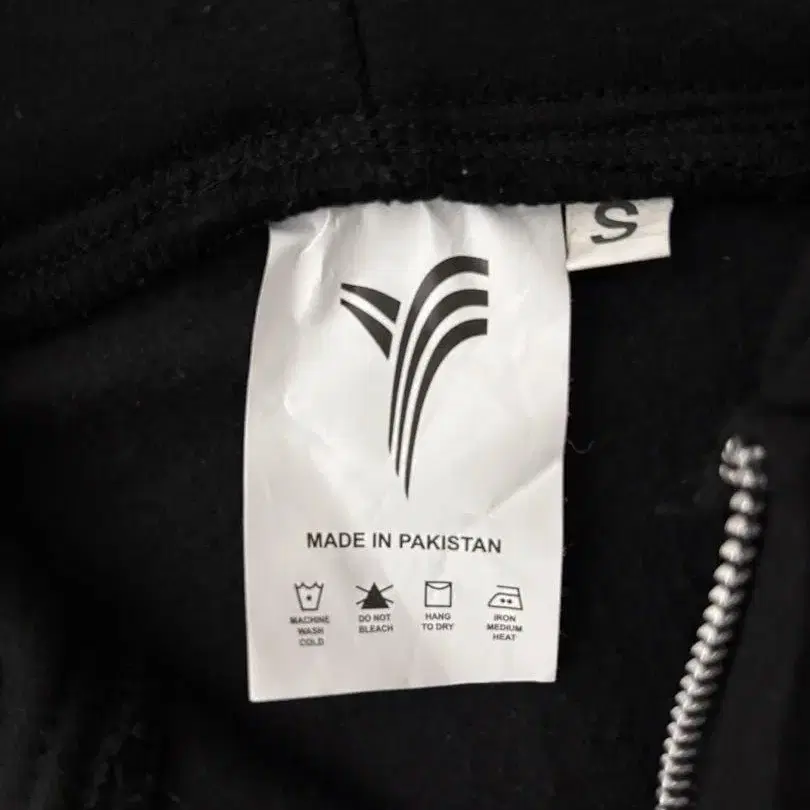 S
MADE IN PAKISTAN
MACHINE
WASH
COLD
DO NOT
BLEACH
HANG
TO DRY
IRON
MEDIUM
HEAT